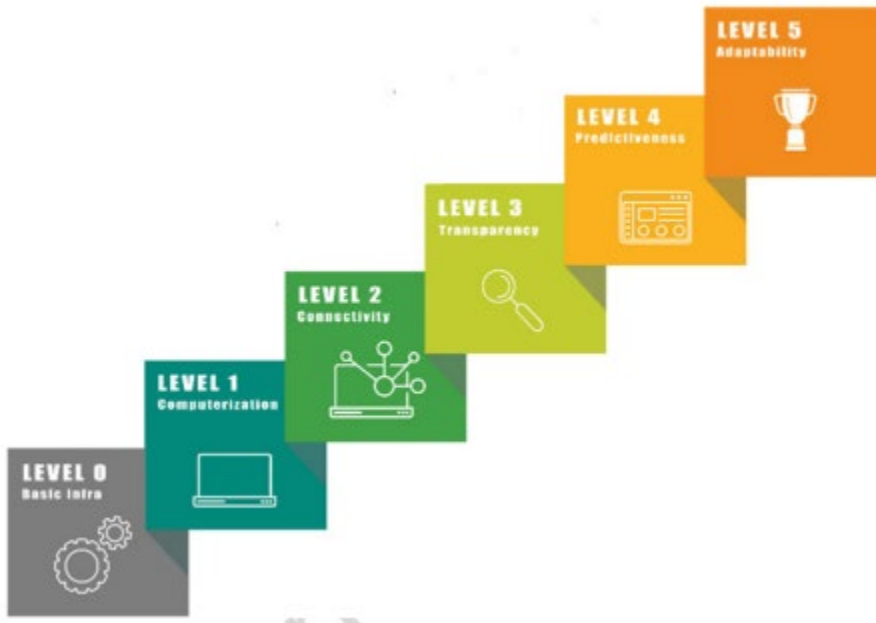 LEVEL 5
Adaptability
LEVEL 4
Predictiveness
LEVEL 3
Transparency
LEVEL 2
Connectivity
LEVEL 1
Computerization
LEVEL 0
Basic Infra